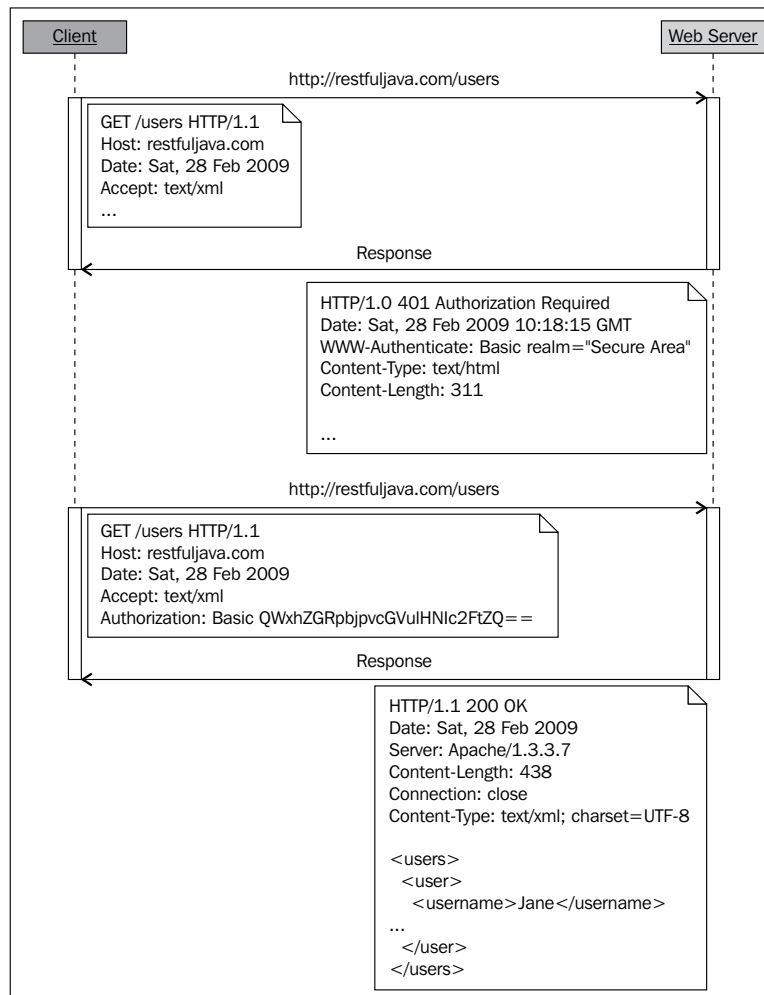 Client
Web Server
http://restfuljava.com/users
GET /users HTTP/1.1
Host: restfuljava.com
Date: Sat, 28 Feb 2009
Accept: text/xml
...
Response
HTTP/1.0 401 Authorization Required
Date: Sat, 28 Feb 2009 10:18:15 GMT
WWW-Authenticate: Basic realm="Secure Area"
Content-Type: text/html
Content-Length: 311
...
http://restfuljava.com/users
GET /users HTTP/1.1
Host: restfuljava.com
Date: Sat, 28 Feb 2009
Accept: text/xml
Authorization: Basic QWxhZGRpbjpvcGVuIHNlc2FtZQ==
Response
HTTP/1.1 200 OK
Date: Sat, 28 Feb 2009
Server: Apache/1.3.3.7
Content-Length: 438
Connection: close
Content-Type: text/xml; charset=UTF-8
<users>
<user>
<username>Jane</username>
...
</user>
</users>